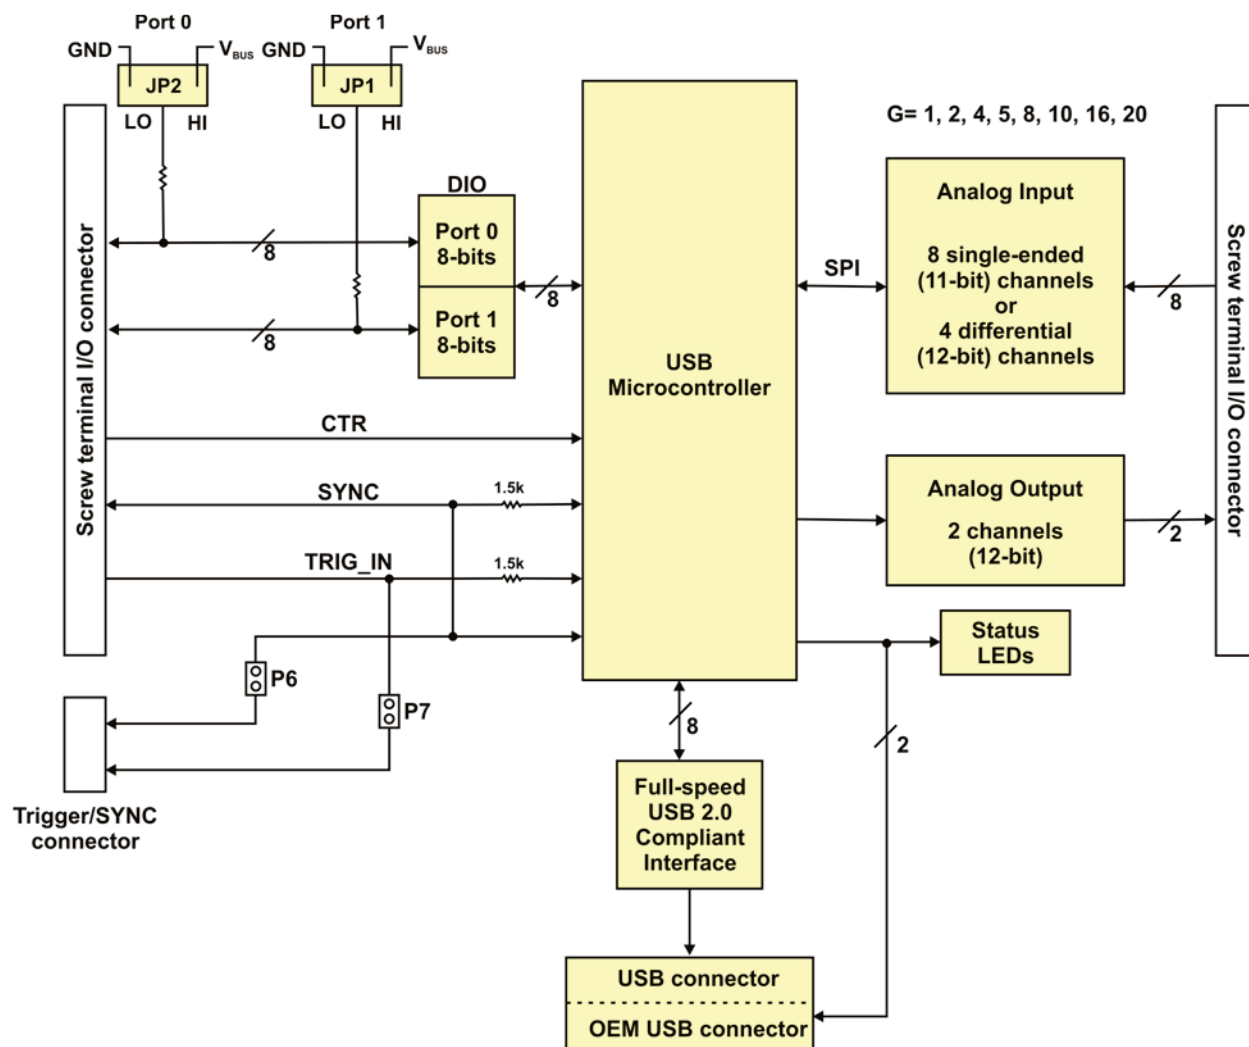 Port 0
Port 1
GND
VBUS
GND
VBUS
JP2
JP1
LO
HI
LO
HI
G= 1, 2, 4, 5, 8, 10, 16, 20
DIO
Port 0
8-bits
Port 1
8-bits
8
8
8
Screw terminal I/O connector
USB
Microcontroller
SPI
Analog Input
8 single-ended
(11-bit) channels
or
4 differential
(12-bit) channels
8
Screw terminal I/O connector
CTR
SYNC
1.5k
TRIG_IN
1.5k
Analog Output
2 channels
(12-bit)
2
Status
LEDs
P6
P7
8
2
Trigger/SYNC
connector
Full-speed
USB 2.0
Compliant
Interface
USB connector
OEM USB connector